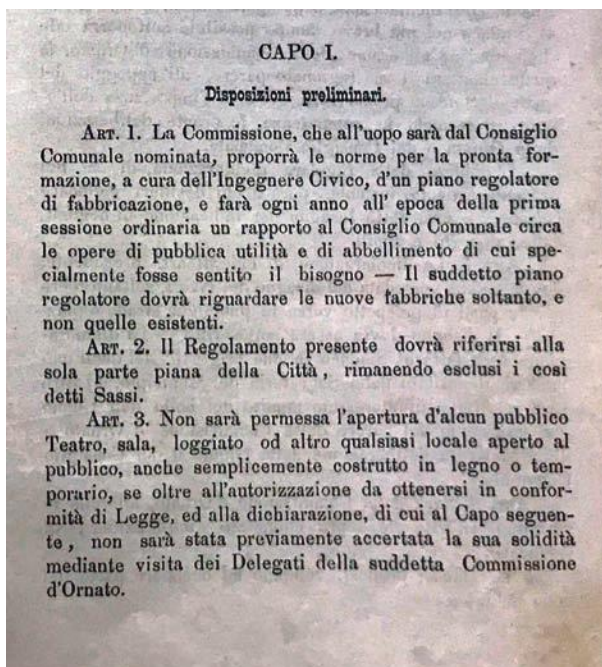 CAPO I.
Disposizioni preliminari.
ART. 1. La Commissione, che all'uopo sarà dal Consiglio
Comunale nominata, proporrà le norme per la pronta for-
mazione, a cura dell'Ingegnere Civico, d'un piano regolatore
di fabbricazione, e farà ogni anno all' epoca della prima
sessione ordinaria un rapporto al Consiglio Comunale circa
le opere di pubblica utilità e di abbellimento di cui spe-
cialmente fosse sentito il bisogno — Il suddetto piano
regolatore dovrà riguardare le nuove fabbriche soltanto, e
non quelle esistenti.
ART. 2. Il Regolamento presente dovrà riferirsi alla
sola parte piana della Città, rimanendo esclusi i così
detti Sassi.
ART. 3. Non sarà permessa l'apertura d'alcun pubblico
Teatro, sala, loggiato od altro qualsiasi locale aperto al
pubblico, anche semplicemente costrutto in legno o tem-
porario, se oltre all'autorizzazione da ottenersi in confor-
mità di Legge, ed alla dichiarazione, di cui al Capo seguen-
te, non sarà stata previamente accertata la sua solidità
mediante visita dei Delegati della suddetta Commissione
d'Ornato.